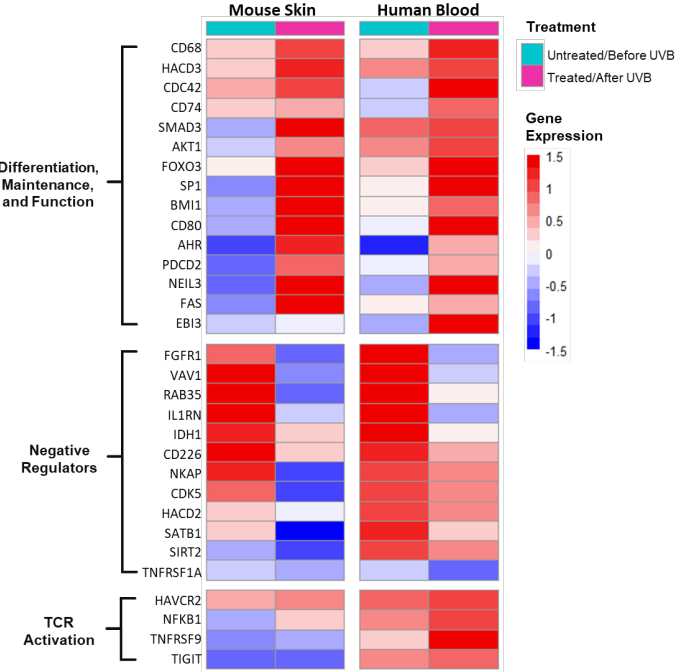 Mouse Skin Human Blood
Treatment
Untreated/Before UVB
Treated/After UVB
Gene
Expression
1.5
1
0.5
0
-0.5
-1
-1.5
Differentiation,
Maintenance,
and Function
CD68
HACD3
CDC42
CD74
SMAD3
AKT1
FOXO3
SP1
BMI1
CD80
AHR
PDCD2
NEIL3
FAS
EBI3
Negative
Regulators
FGFR1
VAV1
RAB35
IL1RN
IDH1
CD226
NKAP
CDK5
HACD2
SATB1
SIRT2
TNFRSF1A
TCR
Activation
HAVCR2
NFKB1
TNFRSF9
TIGIT